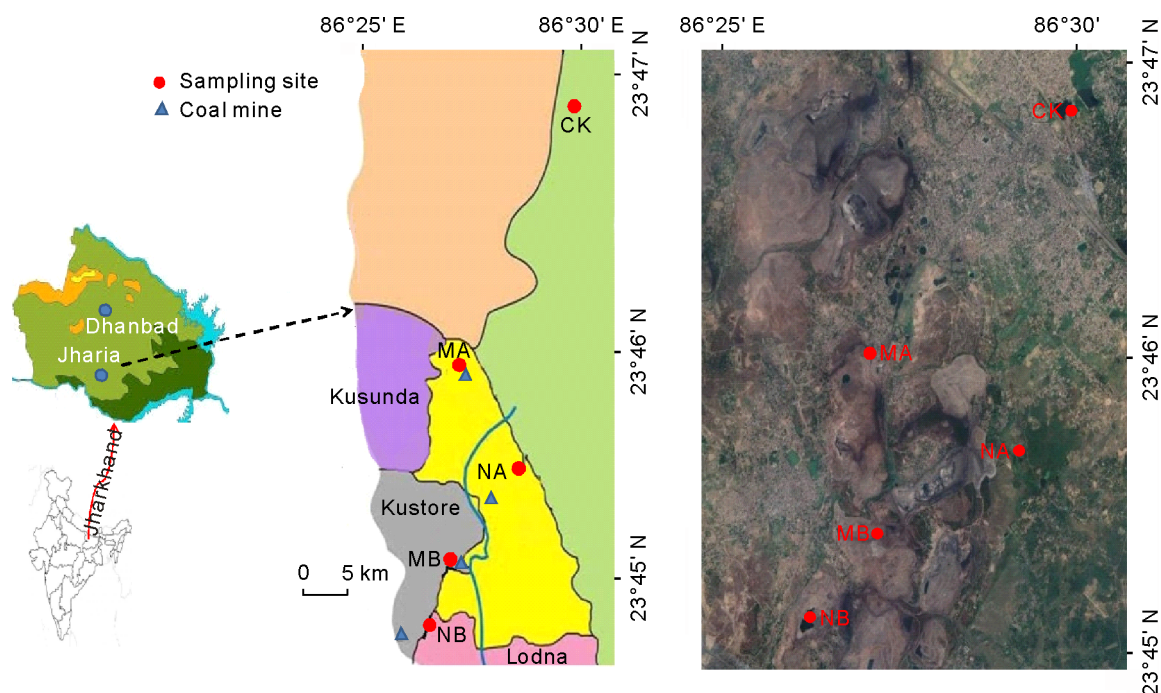 86°25' E
86°30' E
86°25' E
86°30'
Sampling site
Coal mine
23°47' N
23°47' N
CK
CK
Dhanbad
Jharia
MA
MA
23°46' N
23°46' N
Kusunda
NA
NA
Jharkhand
Kustore
MB
MB
0 5 km
23°45' N
23°45' N
NB
NB
Lodna